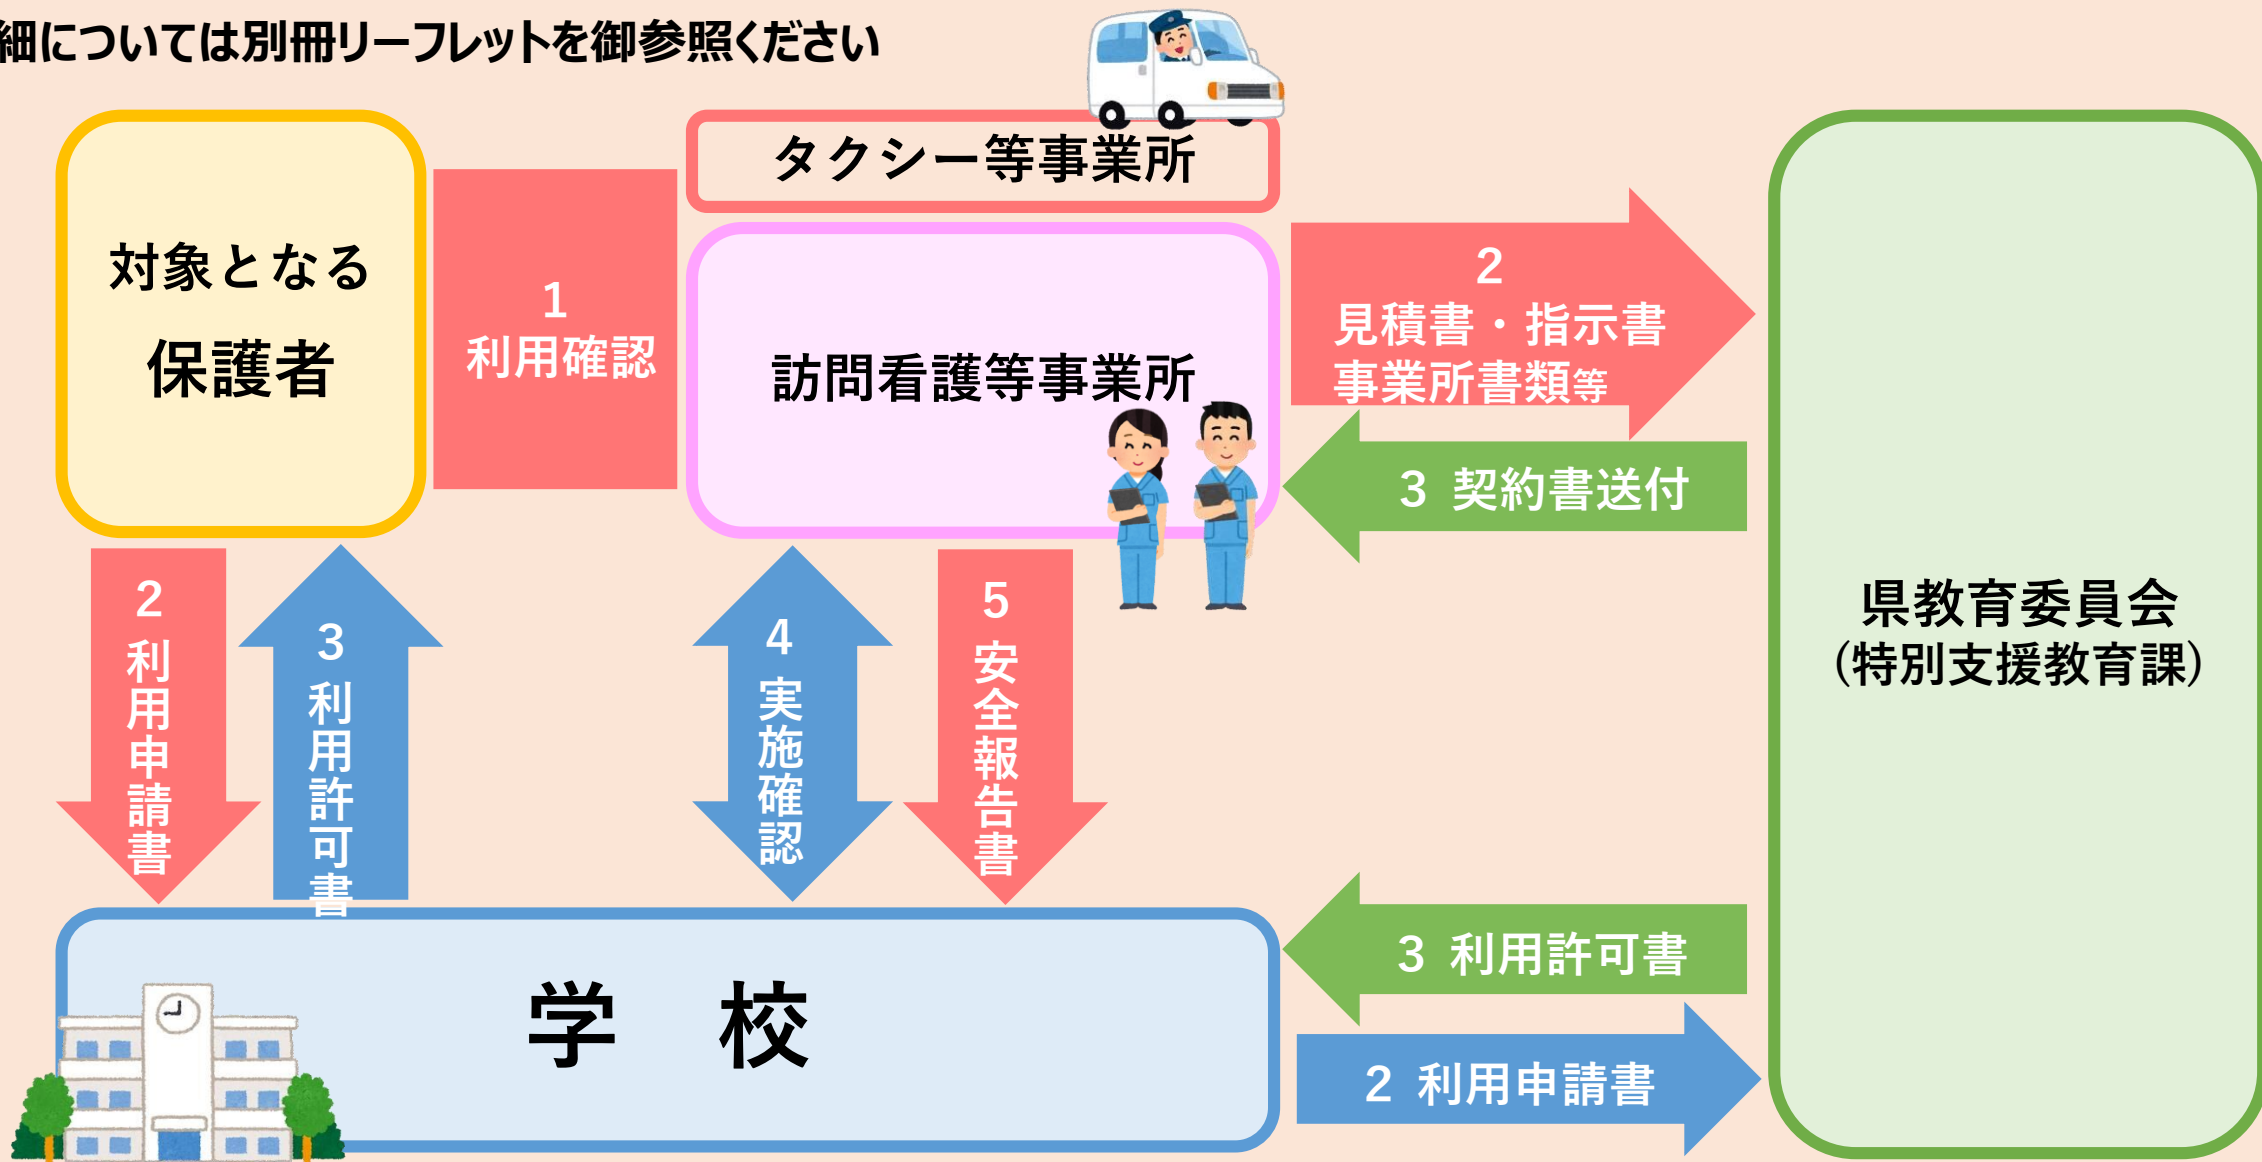 細については別冊リーフレットを御参照ください
タクシー等事業所
対象となる
保護者
1
利用確認
訪問看護等事業所
2
見積書・指示書
事業所書類等
3 契約書送付
県教育委員会
(特別支援教育課)
2 利用申請書
3 利用許可書
4 実施確認
5 安全報告書
3 利用許可書
2 利用申請書
学 校